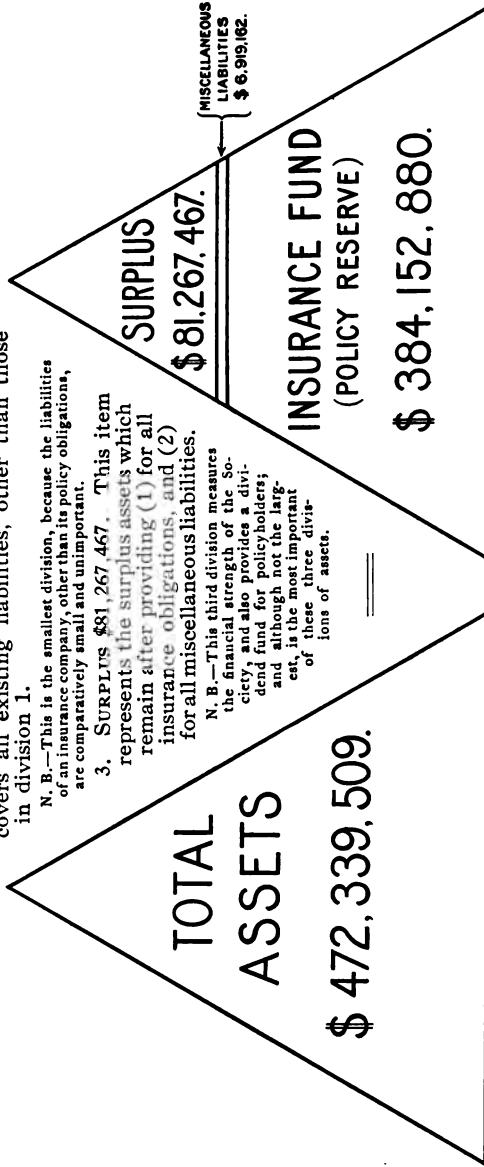 covers all existing liabilities, other than those
in division 1.
N. B.—This is the smallest division, because the liabilities
of an insurance company, other than its policy obligations,
are comparatively small and unimportant.
3. SURPLUS $81,267,467. This item
represents the surplus assets which
remain after providing (1) for all
insurance obligations, and (2)
for all miscellaneous liabilities.
N. B.—This third division measures
the financial strength of the So-
ciety, and also provides a divi-
dend fund for policyholders;
and although not the larg-
est, is the most important
of these three divis-
ions of assets.
TOTAL
ASSETS
$ 472,339,509.
=
SURPLUS
$ 81,267,467.
MISCELLANEOUS
LIABILITIES
$ 6,919,162.
INSURANCE FUND
(POLICY RESERVE)
$ 384,152,880.